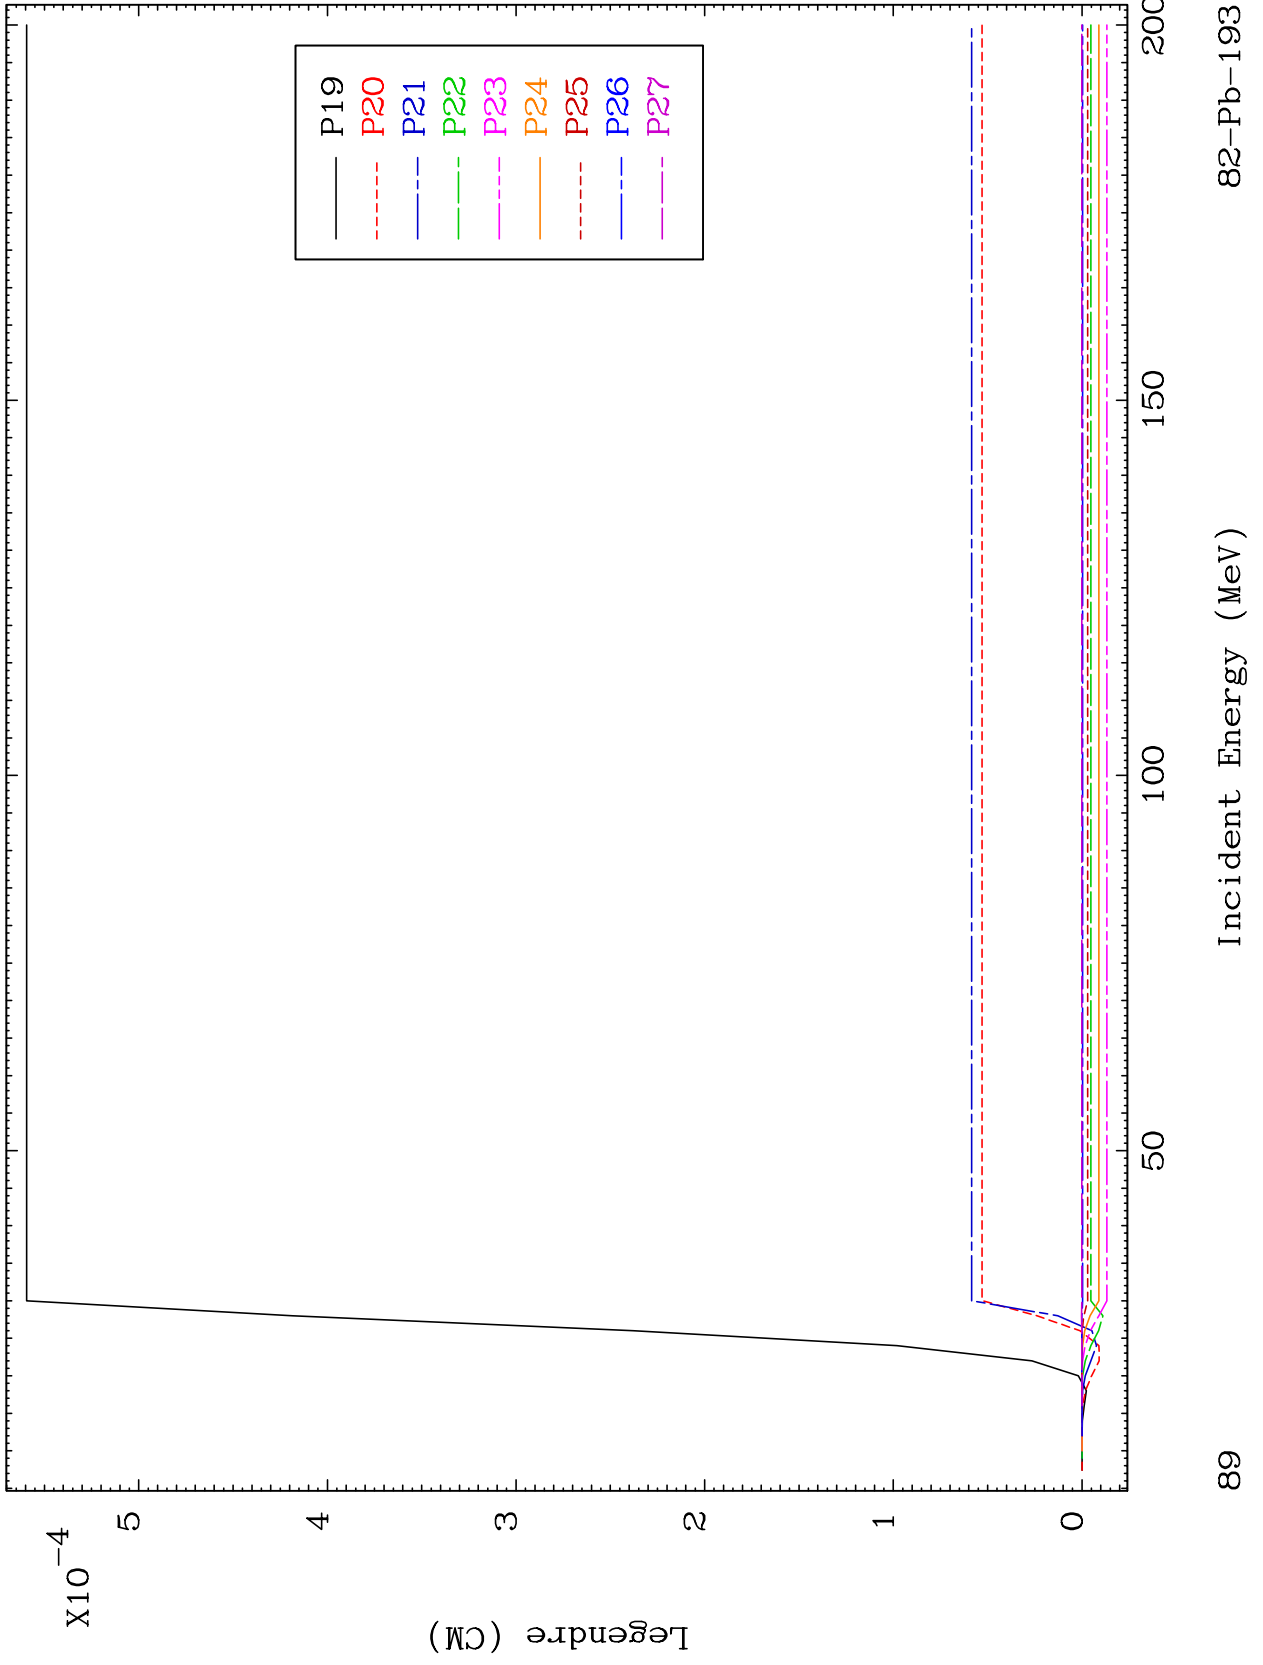 X10-4
5
4
3
2
1
0
Legendre (CM)
P19
P20
P21
P22
P23
P24
P25
P26
P27
50
100
150
200
Incident Energy (MeV)
89
82-Pb-193